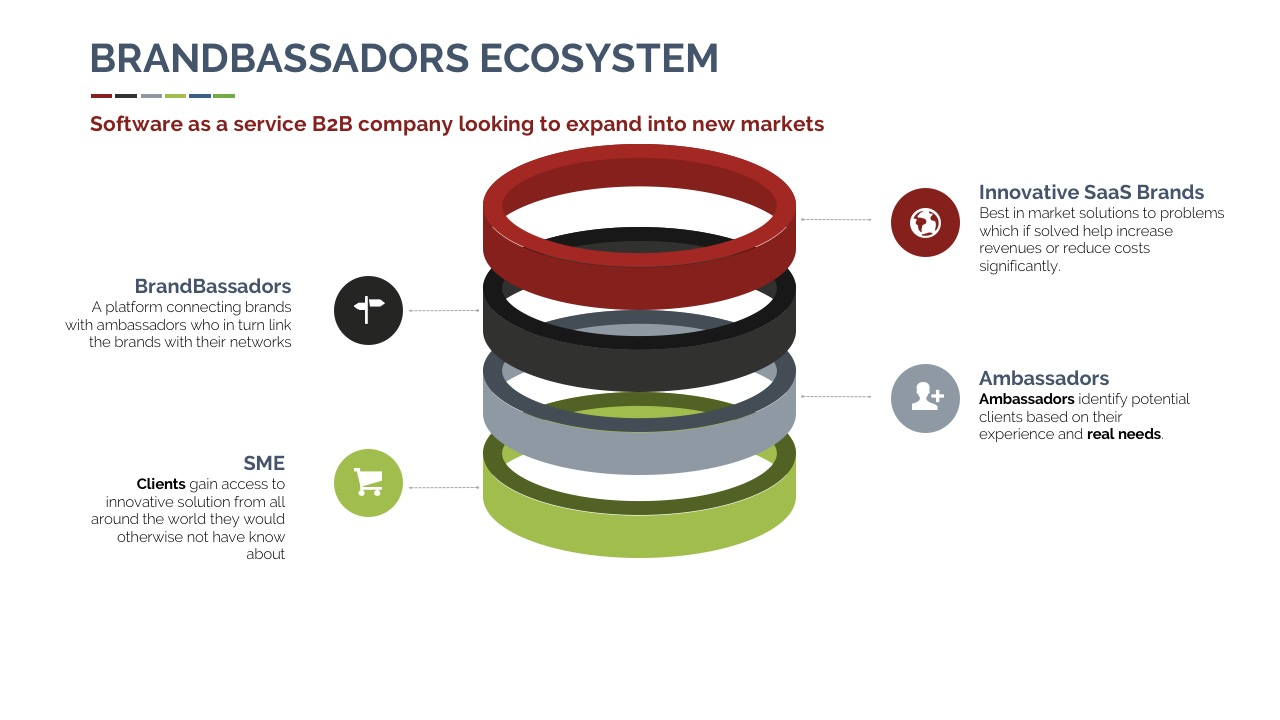 BRANDBASSADORS ECOSYSTEM
Software as a service B2B company looking to expand into new markets
Innovative SaaS Brands
Best in market solutions to problems
which if solved help increase
revenues or reduce costs
significantly.
BrandBassadors
A platform connecting brands
with ambassadors who in turn link
the brands with their networks
Ambassadors
Ambassadors identify potential
clients based on their
experience and real needs.
SME
Clients gain access to
innovative solution from all
around the world they would
otherwise not have know
about